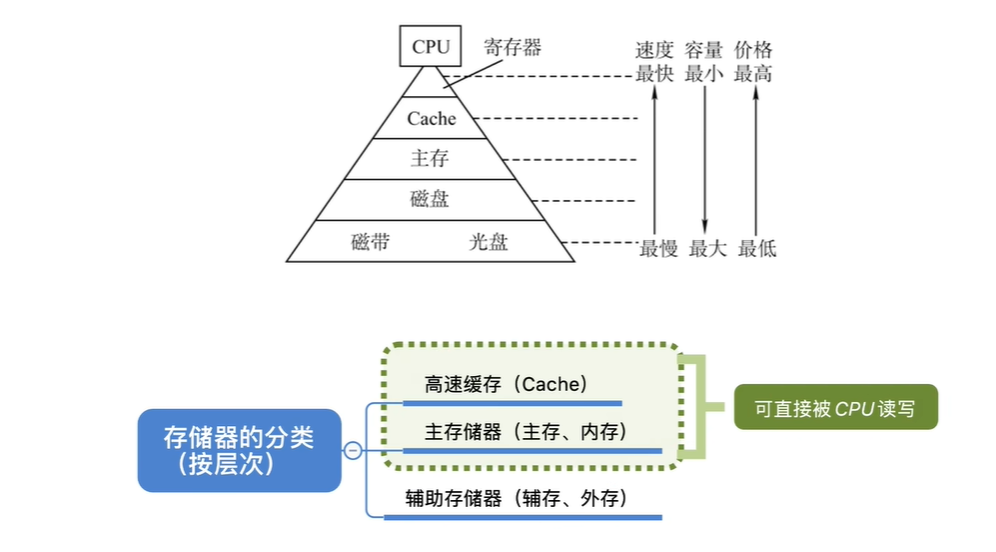 CPU
寄存器
速度 容量 价格
最快 最小 最高
Cache
主存
磁盘
磁带 光盘
最慢 最大 最低
高速缓存（Cache）
可直接被CPU读写
存储器的分类
（按层次）
主存储器（主存、内存）
辅助存储器（辅存、外存）